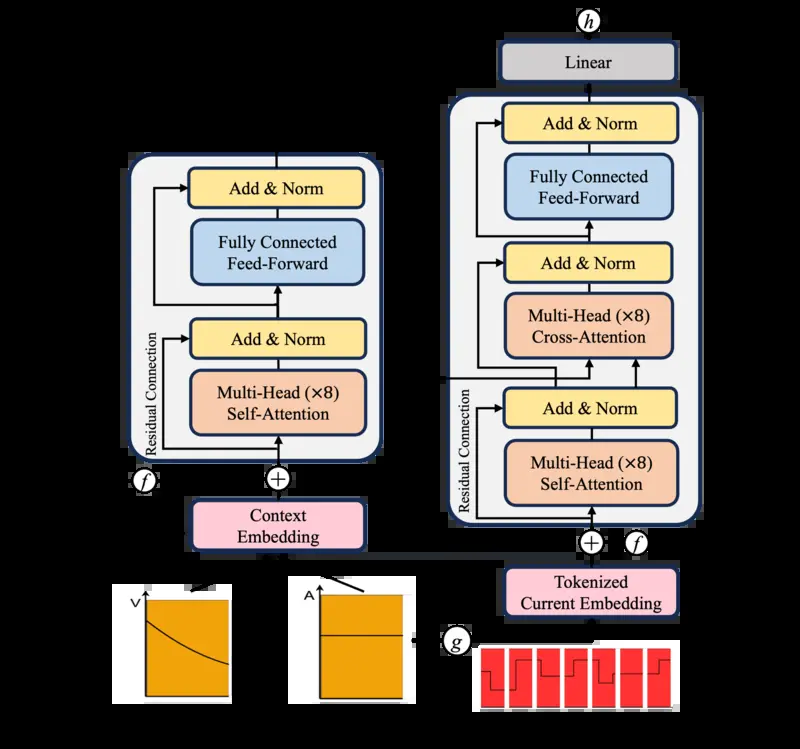 h
Linear
Add & Norm
Fully Connected
Feed-Forward
Add & Norm
Multi-Head (×8)
Cross-Attention
Add & Norm
Residual Connection
Multi-Head (×8)
Self-Attention
+
f
Tokenized
Current Embedding
g
Add & Norm
Fully Connected
Feed-Forward
Add & Norm
Residual Connection
Multi-Head (×8)
Self-Attention
f
+
Context
Embedding
V
A